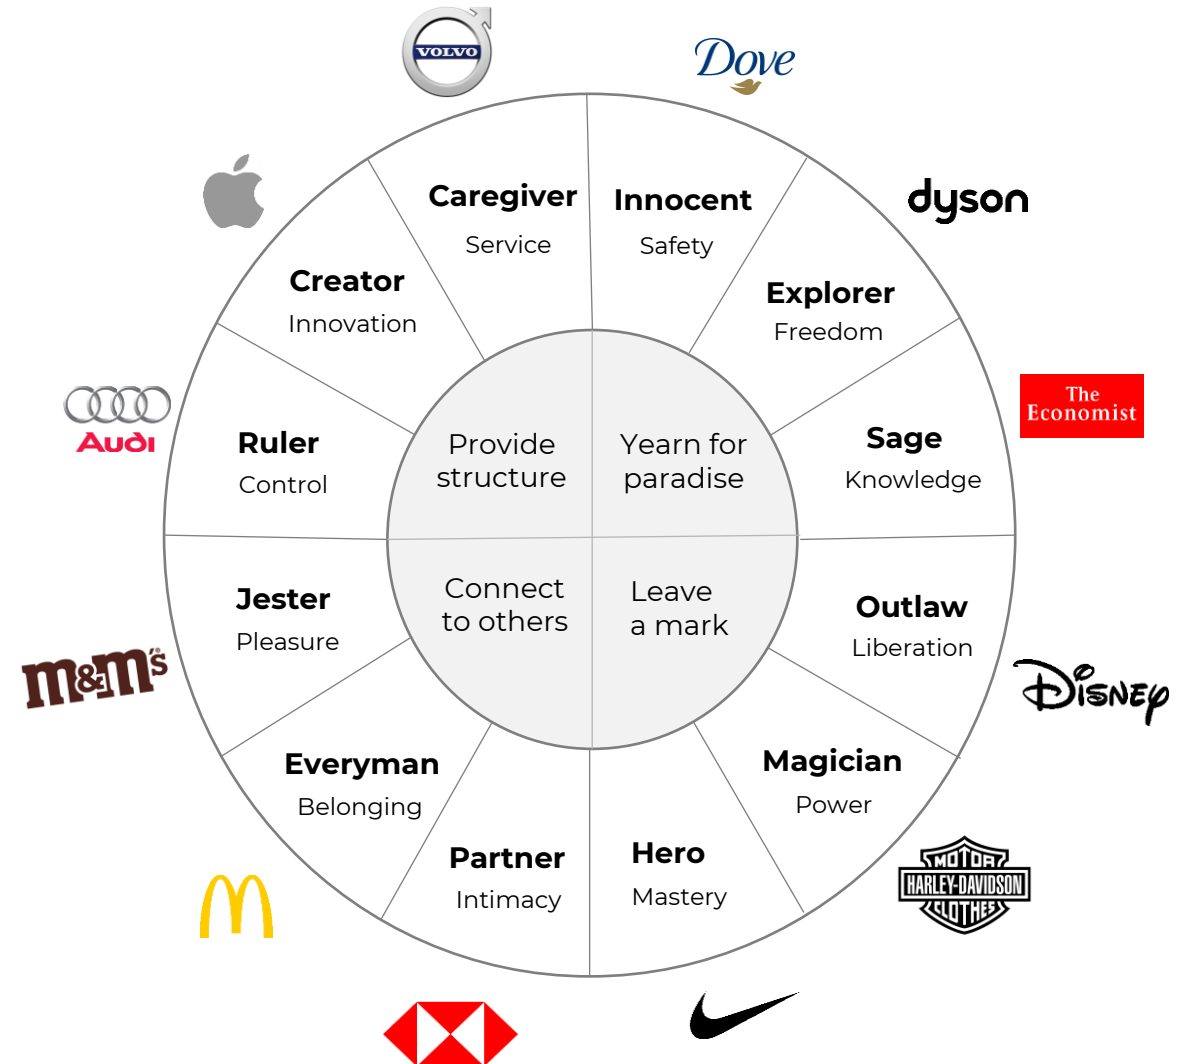 VOLVO
Dove
dyson
Caregiver
Service
Innocent
Safety
Creator
Innovation
Explorer
Freedom
The
Economist
Audi
Ruler
Control
Provide
structure
Yearn for
paradise
Sage
Knowledge
Jester
Pleasure
Connect
to others
Leave
a mark
Outlaw
Liberation
m&m's
DISNEY
Everyman
Belonging
Magician
Power
Partner
Intimacy
Hero
Mastery
MOTOR
HARLEY-DAVIDSON
CLOTHES